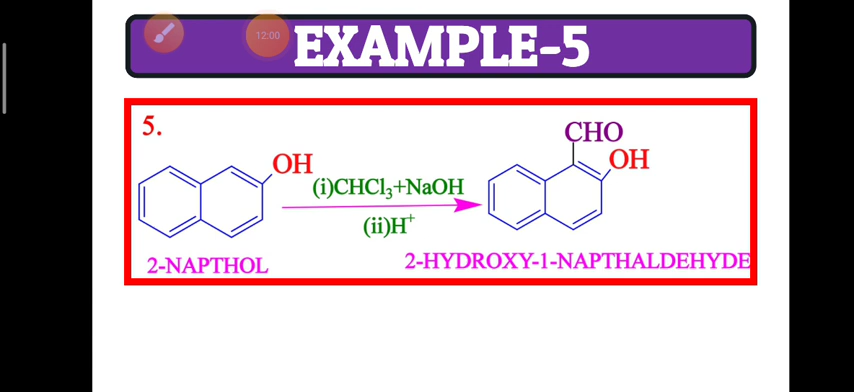 12:00
EXAMPLE-5
5.
CHO
OH
OH
(i)CHCl₃+NaOH
(ii)H⁺
2-NAPTHOL
2-HYDROXY-1-NAPTHALDEHYDE